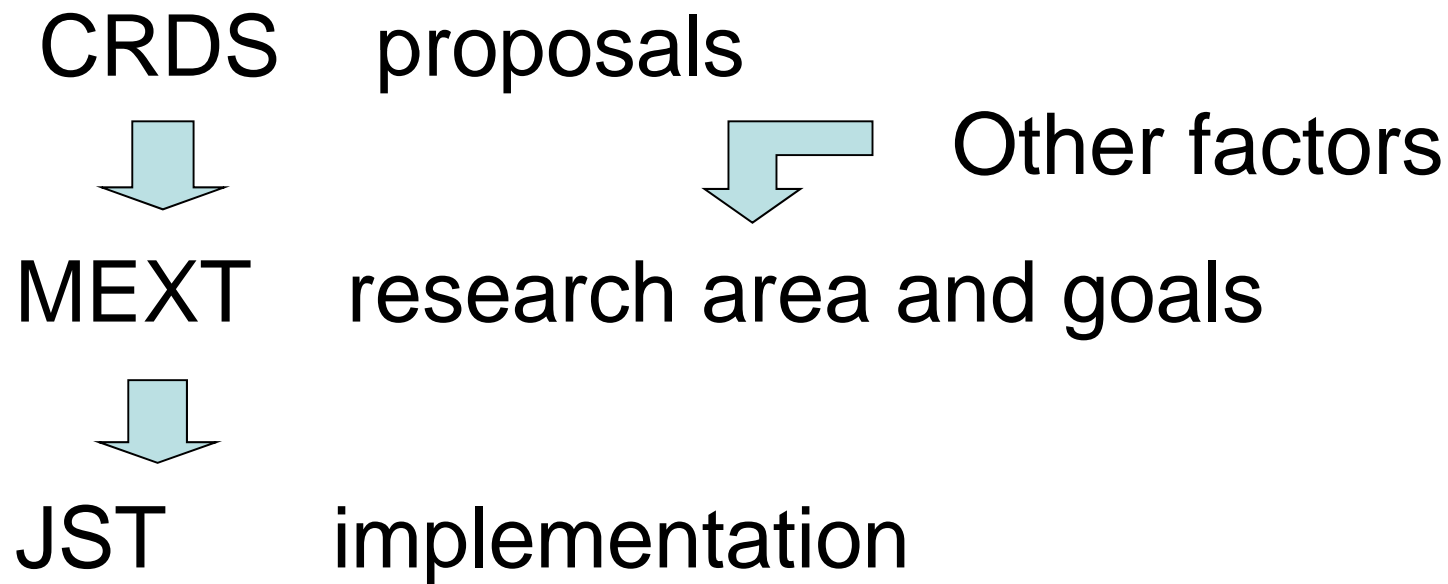 CRDS proposals
Other factors
MEXT research area and goals
JST implementation